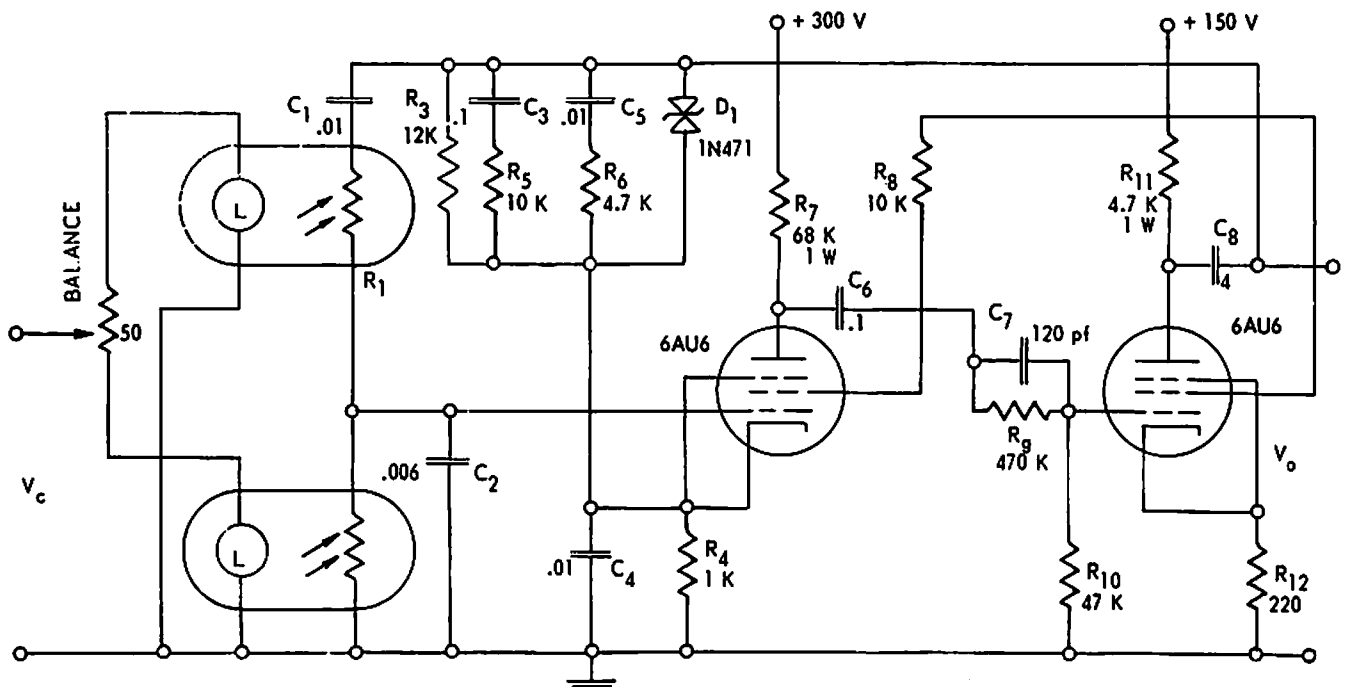 + 300 V
+ 150 V
C1
.01
R3
12K
.1
C3
.01
C5
D1
1N471
R5
10 K
R6
4.7 K
R8
10 K
R7
68 K
1 W
R11
4.7 K
1 W
C8
4
L
R1
BALANCE
50
C6
.1
C7
120 pf
6AU6
6AU6
R9
470 K
Vc
.006
C2
Vo
L
.01
C4
R4
1 K
R10
47 K
R12
220